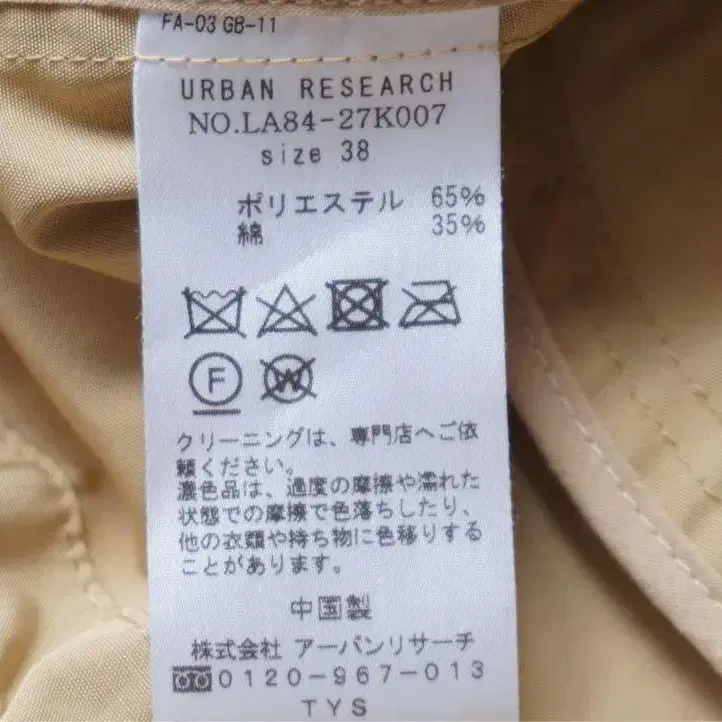 FA-03 GB-11
URBAN RESEARCH
NO.LA84-27K007
size 38
ポリエステル 65%
綿 35%
F W
クリーニングは、専門店へご依
頼ください。
濃色品は、過度の摩擦や濡れた
状態での摩擦で色落ちしたり、
他の衣類や持ち物に色移りする
ことがあります。
中国製
株式会社 アーバンリサーチ
0120-967-013
TYS